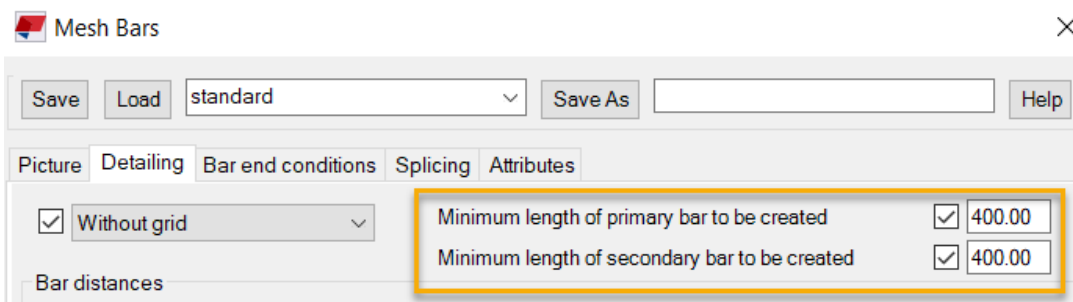 Mesh Bars
Save Load standard Save As Help
Picture Detailing Bar end conditions Splicing Attributes
Without grid Minimum length of primary bar to be created 400.00
Minimum length of secondary bar to be created 400.00
Bar distances